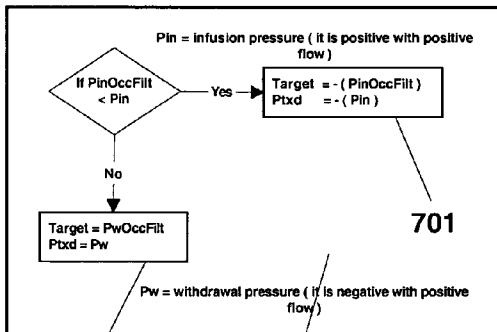 Pin = infusion pressure ( it is positive with positive
flow )
If PinOccFilt
< Pin
Yes
Target = - ( PinOccFilt )
Ptxd = - ( Pin )
No
701
Target = PwOccFilt
Ptxd = Pw
Pw = withdrawal pressure ( it is negative with positive
flow )